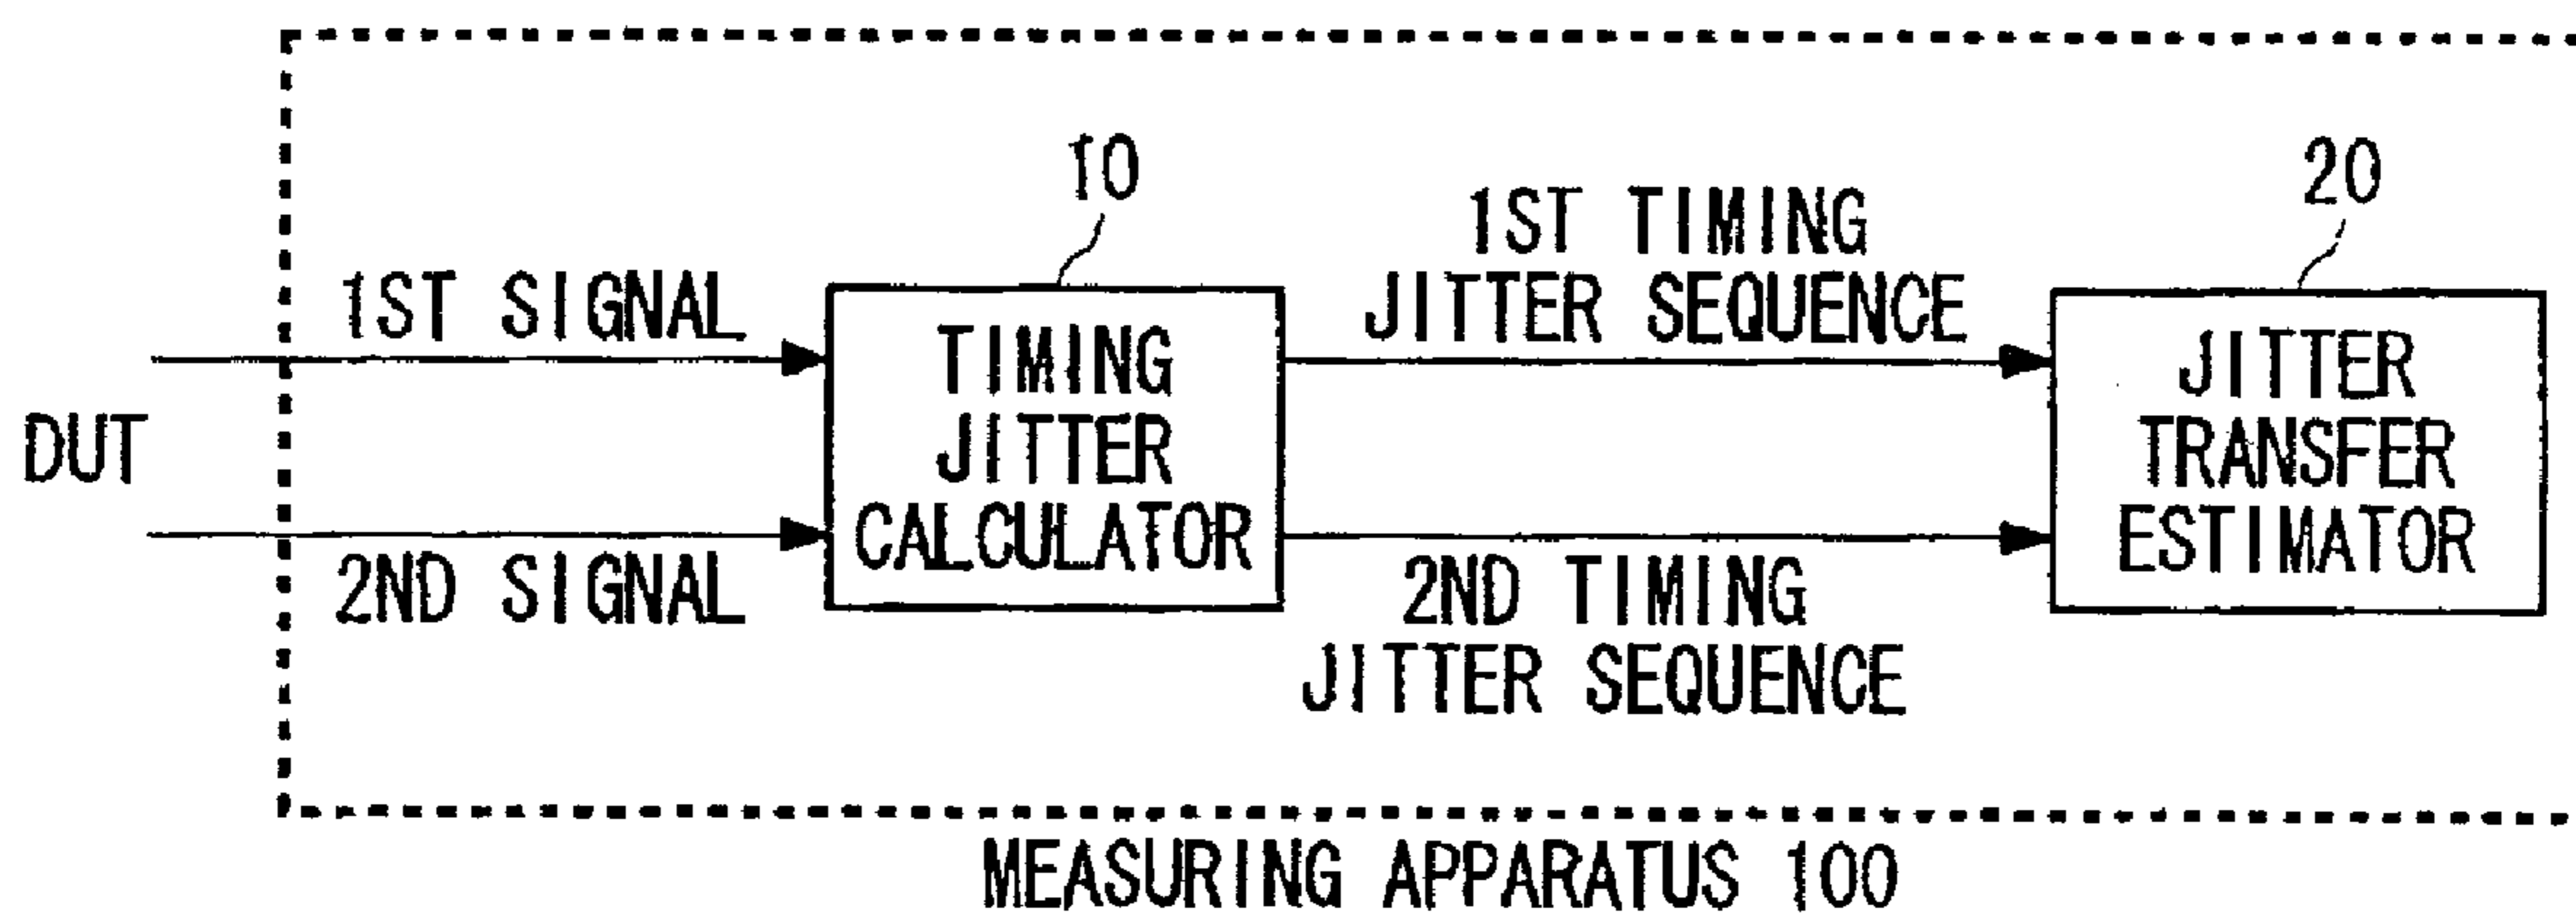 10
20
1ST SIGNAL
1ST TIMING
JITTER SEQUENCE
DUT
TIMING
JITTER
CALCULATOR
JITTER
TRANSFER
ESTIMATOR
2ND SIGNAL
2ND TIMING
JITTER SEQUENCE
MEASURING APPARATUS 100